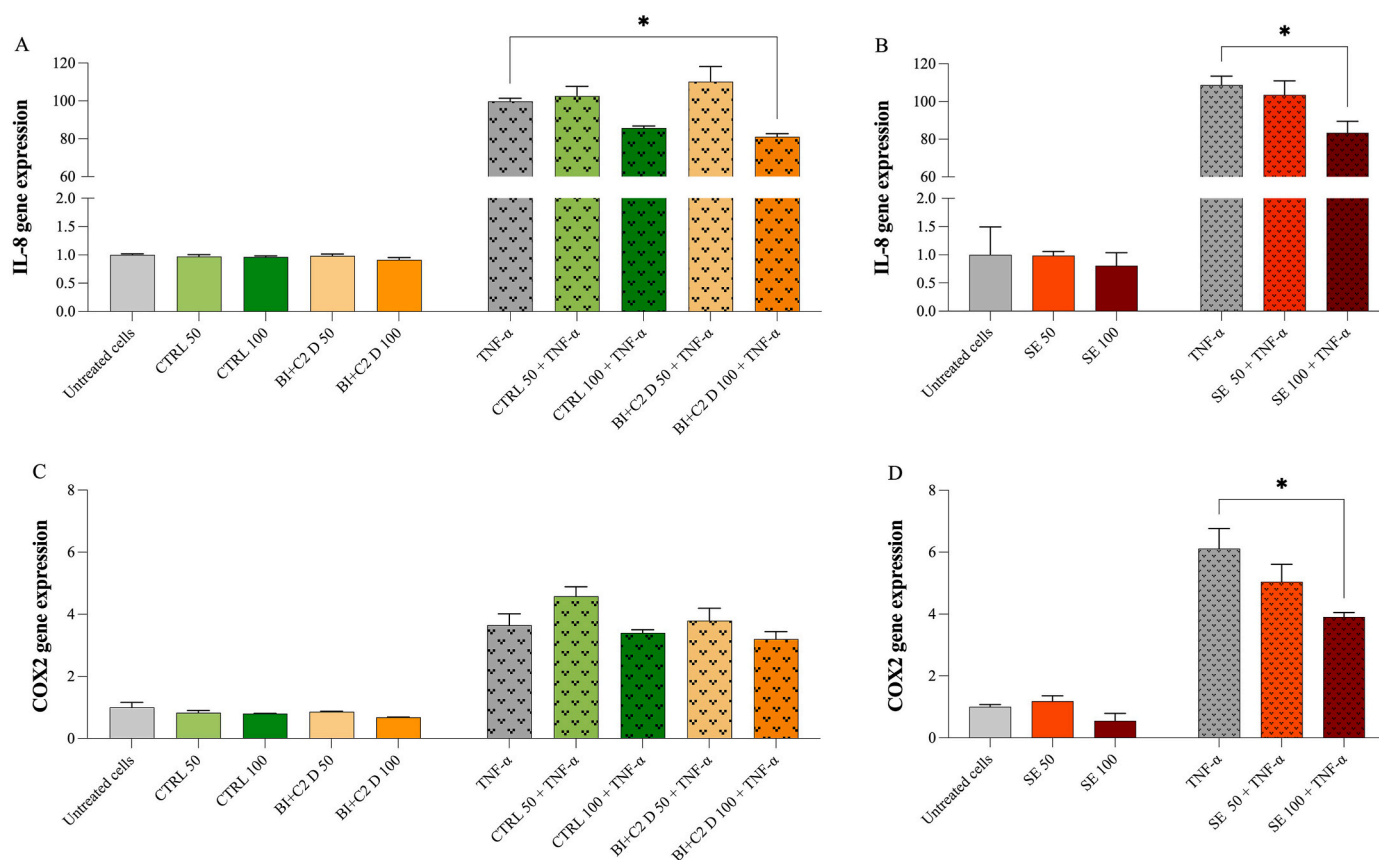 A
IL-8 gene expression
120
100
80
60
2.0
1.5
1.0
0.5
0.0
*
Untreated cells
CTRL 50
CTRL 100
BI+C2 D 50
BI+C2 D 100
TNF-α
CTRL 50 + TNF-α
CTRL 100 + TNF-α
BI+C2 D 50 + TNF-α
BI+C2 D 100 + TNF-α
B
IL-8 gene expression
120
100
80
60
2.0
1.5
1.0
0.5
0.0
*
Untreated cells
SE 50
SE 100
TNF-α
SE 50 + TNF-α
SE 100 + TNF-α
C
COX2 gene expression
8
6
4
2
0
Untreated cells
CTRL 50
CTRL 100
BI+C2 D 50
BI+C2 D 100
TNF-α
CTRL 50 + TNF-α
CTRL 100 + TNF-α
BI+C2 D 50 + TNF-α
BI+C2 D 100 + TNF-α
D
COX2 gene expression
8
6
4
2
0
*
Untreated cells
SE 50
SE 100
TNF-α
SE 50 + TNF-α
SE 100 + TNF-α